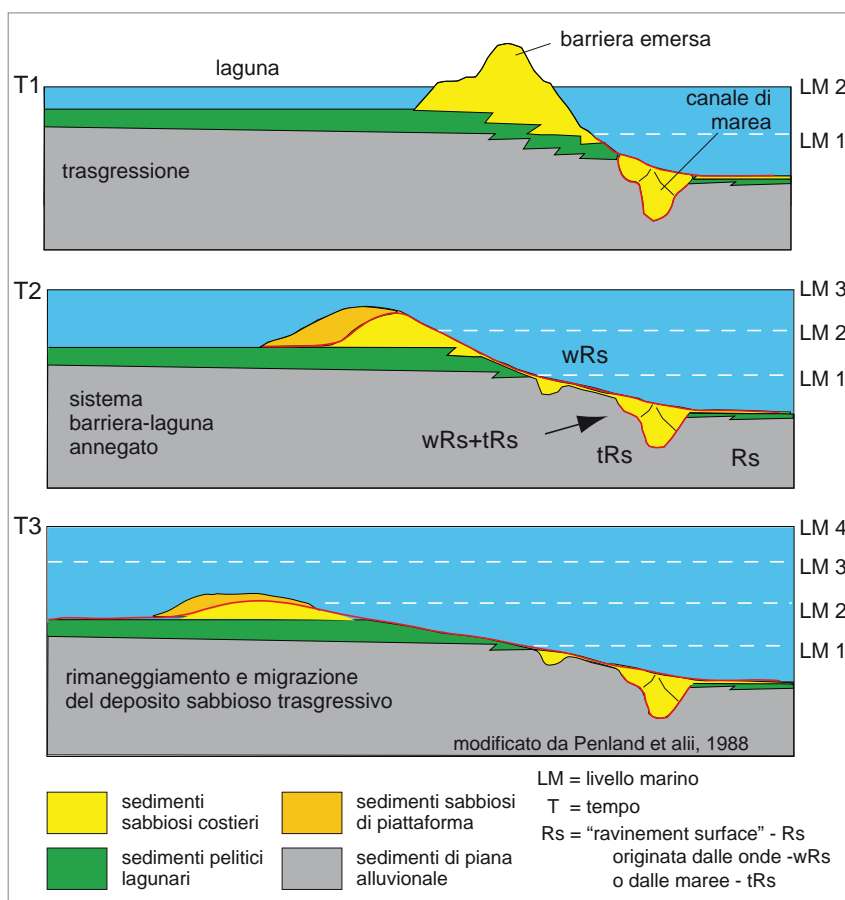 barriera emersa
T1
laguna
LM 2
canale di
marea
LM 1
trasgressione
T2
LM 3
LM 2
wRs
LM 1
sistema
barriera-laguna
annegato
wRs+tRs
tRs
Rs
T3
LM 4
LM 3
LM 2
LM 1
rimaneggiamento e migrazione
del deposito sabbioso trasgressivo
modificato da Penland et alii, 1988
sedimenti
sabbiosi costieri
sedimenti sabbiosi
di piattaforma
sedimenti pelitici
lagunari
sedimenti di piana
alluvionale
LM = livello marino
T = tempo
Rs = “ravinement surface” - Rs
originata dalle onde -wRs
o dalle maree - tRs